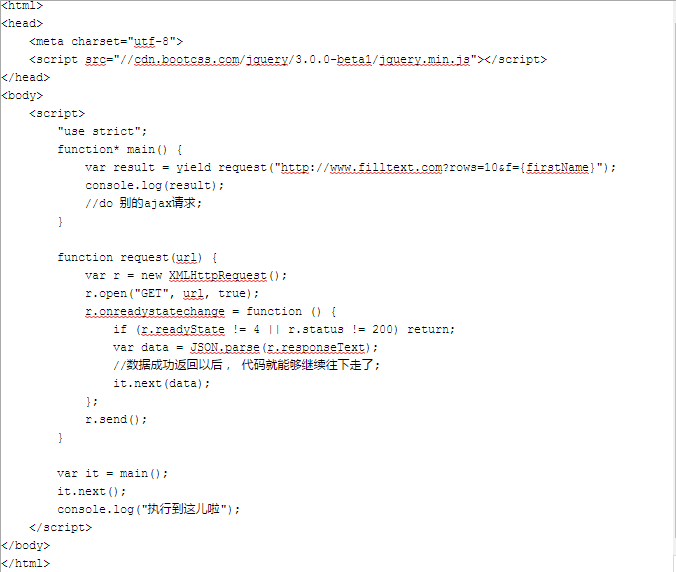 <html>
<head>
    <meta charset="utf-8">
    <script src="//cdn.bootcss.com/jquery/3.0.0-beta1/jquery.min.js"></script>
</head>
<body>
    <script>
        "use strict";
        function* main() {
            var result = yield request("http://www.filltext.com?rows=10&f={firstName}");
            console.log(result);
            //do 别的ajax请求;
        }

        function request(url) {
            var r = new XMLHttpRequest();
            r.open("GET", url, true);
            r.onreadystatechange = function () {
                if (r.readyState != 4 || r.status != 200) return;
                var data = JSON.parse(r.responseText);
                //数据成功返回以后， 代码就能够继续往下走了;
                it.next(data);
            };
            r.send();
        }

        var it = main();
        it.next();
        console.log("执行到这儿啦");
    </script>
</body>
</html>